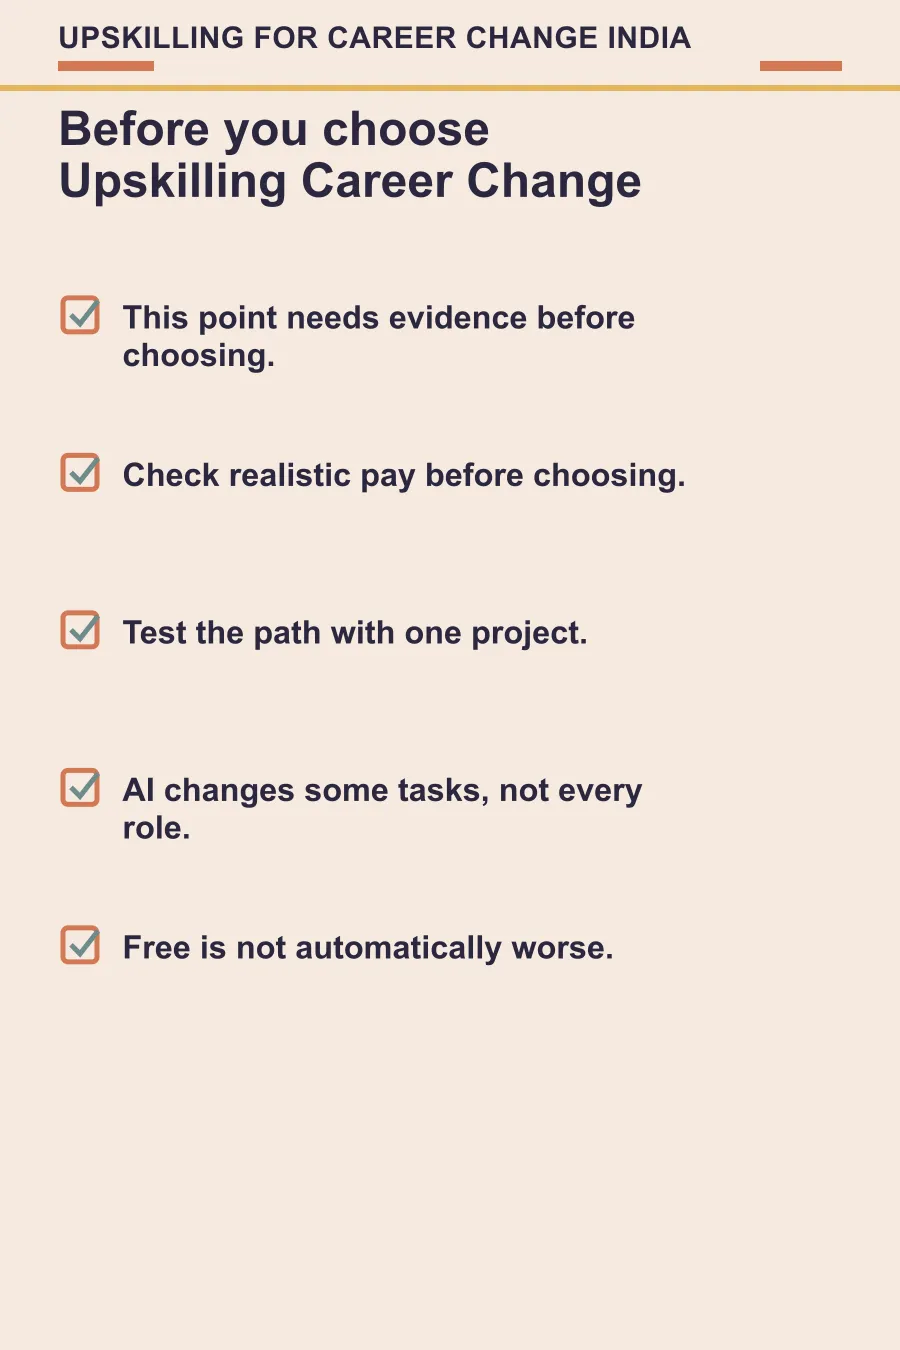 UPSKILLING FOR CAREER CHANGE INDIA
Before you choose
Upskilling Career Change
This point needs evidence before
choosing.
Check realistic pay before choosing.
Test the path with one project.
AI changes some tasks, not every
role.
Free is not automatically worse.